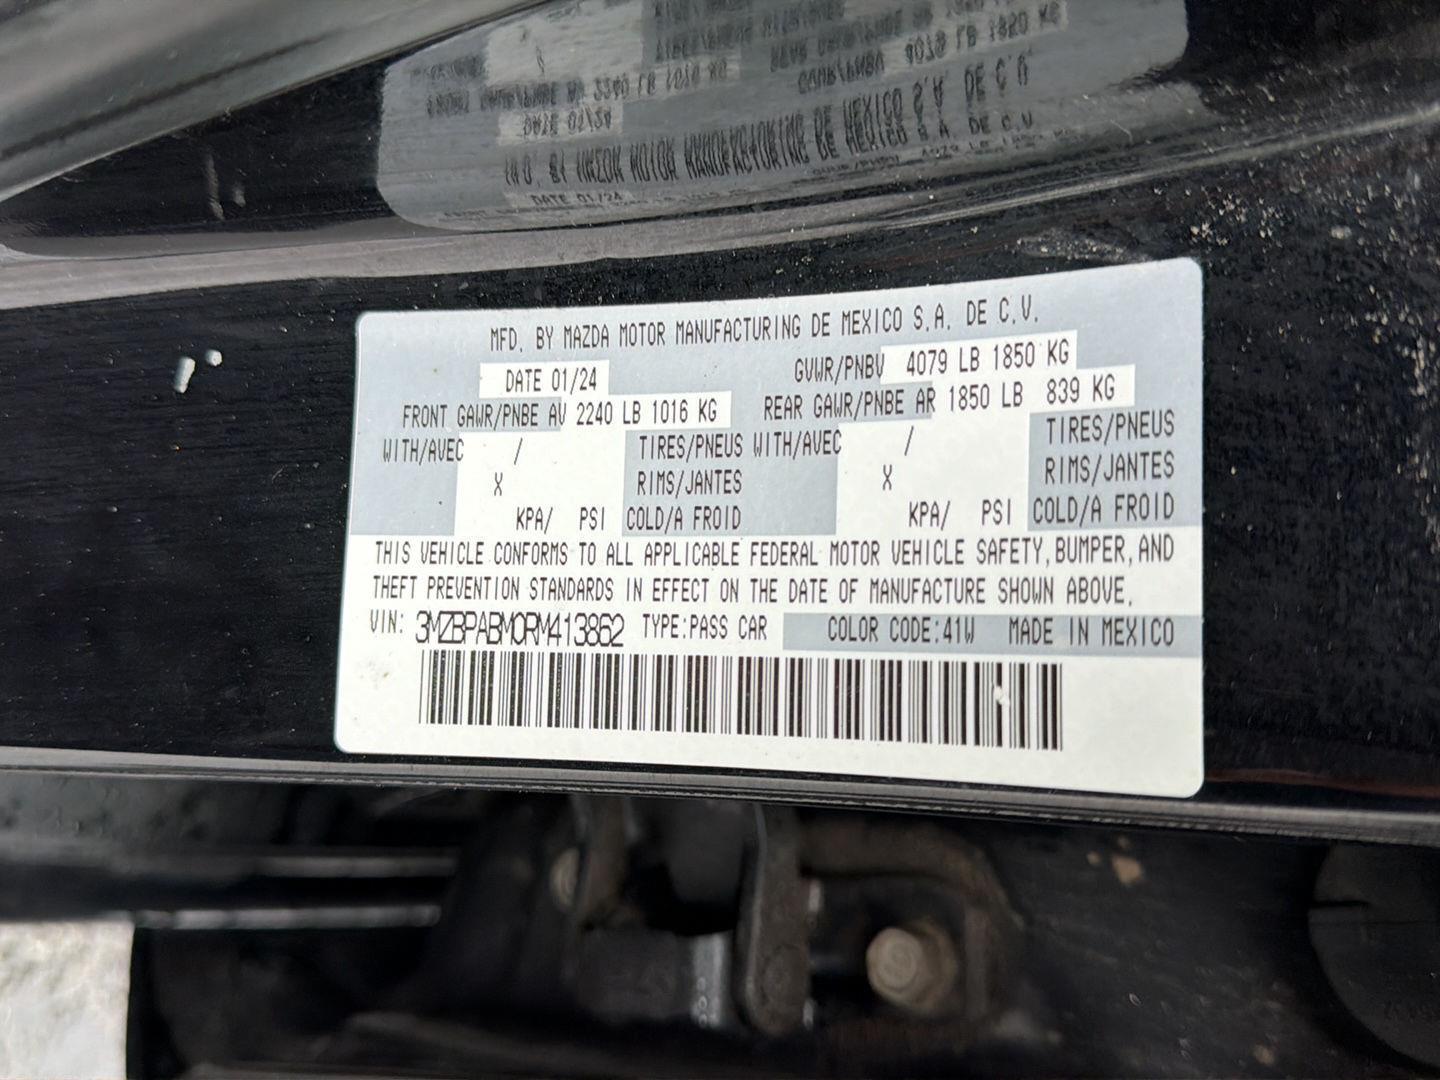 MFD. BY MAZDA MOTOR MANUFACTURING DE MEXICO S.A. DE C.V.
DATE 01/24 GVWR/PNBV 4079 LB 1850 KG
FRONT GAWR/PNBE AV 2240 LB 1016 KG REAR GAWR/PNBE AR 1850 LB 839 KG
WITH/AVEC / TIRES/PNEUS WITH/AVEC / TIRES/PNEUS
X RIMS/JANTES X RIMS/JANTES
KPA/ PSI COLD/A FROID KPA/ PSI COLD/A FROID
THIS VEHICLE CONFORMS TO ALL APPLICABLE FEDERAL MOTOR VEHICLE SAFETY, BUMPER, AND
THEFT PREVENTION STANDARDS IN EFFECT ON THE DATE OF MANUFACTURE SHOWN ABOVE.
VIN: 3MZBPABM0RM413862 TYPE: PASS CAR COLOR CODE: 41W MADE IN MEXICO